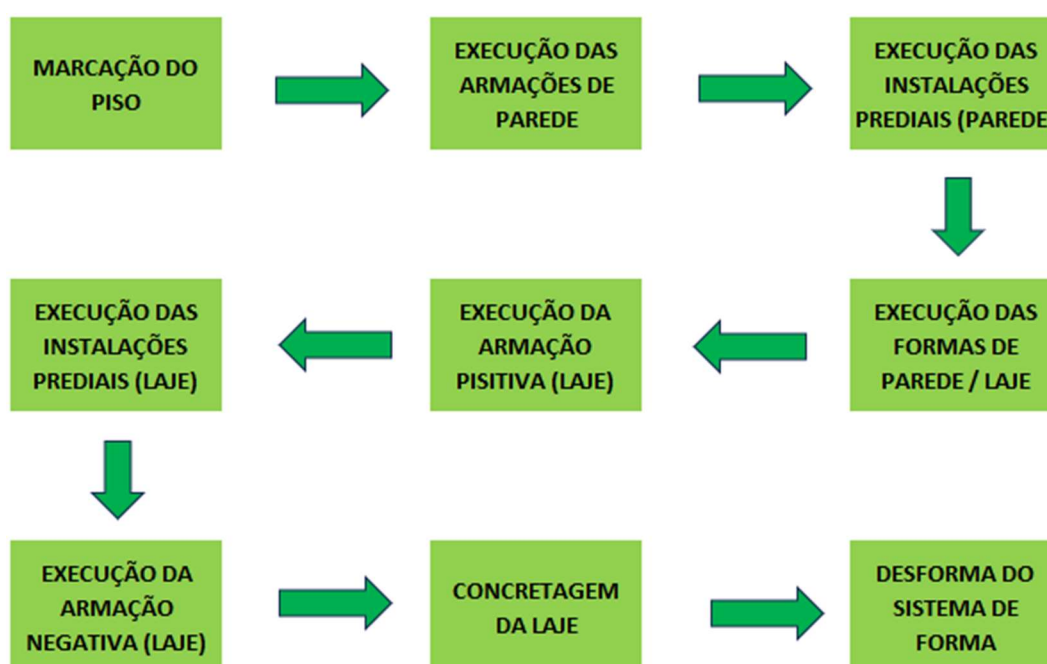 MARCAÇÃO DO
PISO
EXECUÇÃO DAS
ARMAÇÕES DE
PAREDE
EXECUÇÃO DAS
INSTALAÇÕES
PREDIAIS (PAREDE
EXECUÇÃO DAS
FORMAS DE
PAREDE / LAJE
EXECUÇÃO DA
ARMAÇÃO
PISITIVA (LAJE)
EXECUÇÃO DAS
INSTALAÇÕES
PREDIAIS (LAJE)
EXECUÇÃO DA
ARMAÇÃO
NEGATIVA (LAJE)
CONCRETAGEM
DA LAJE
DESFORMA DO
SISTEMA DE
FORMA